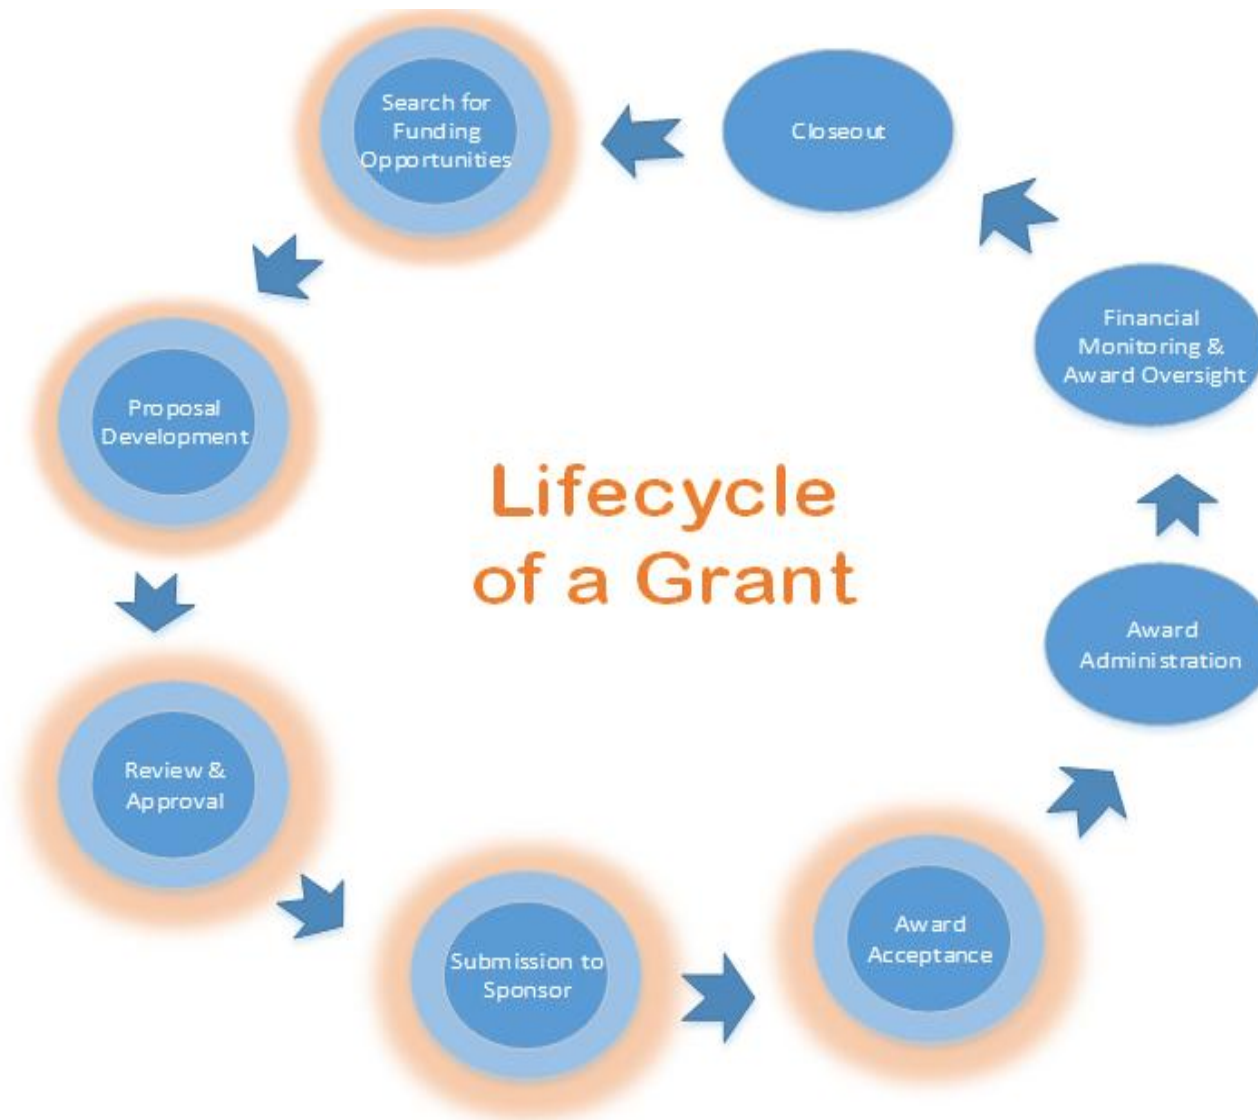 Search for
Funding
Opportunities
Closeout
Financial
Monitoring &
Award Oversight
Proposal
Development
Lifecycle
of a Grant
Award
Administration
Review &
Approval
Award
Acceptance
Submission to
Sponsor